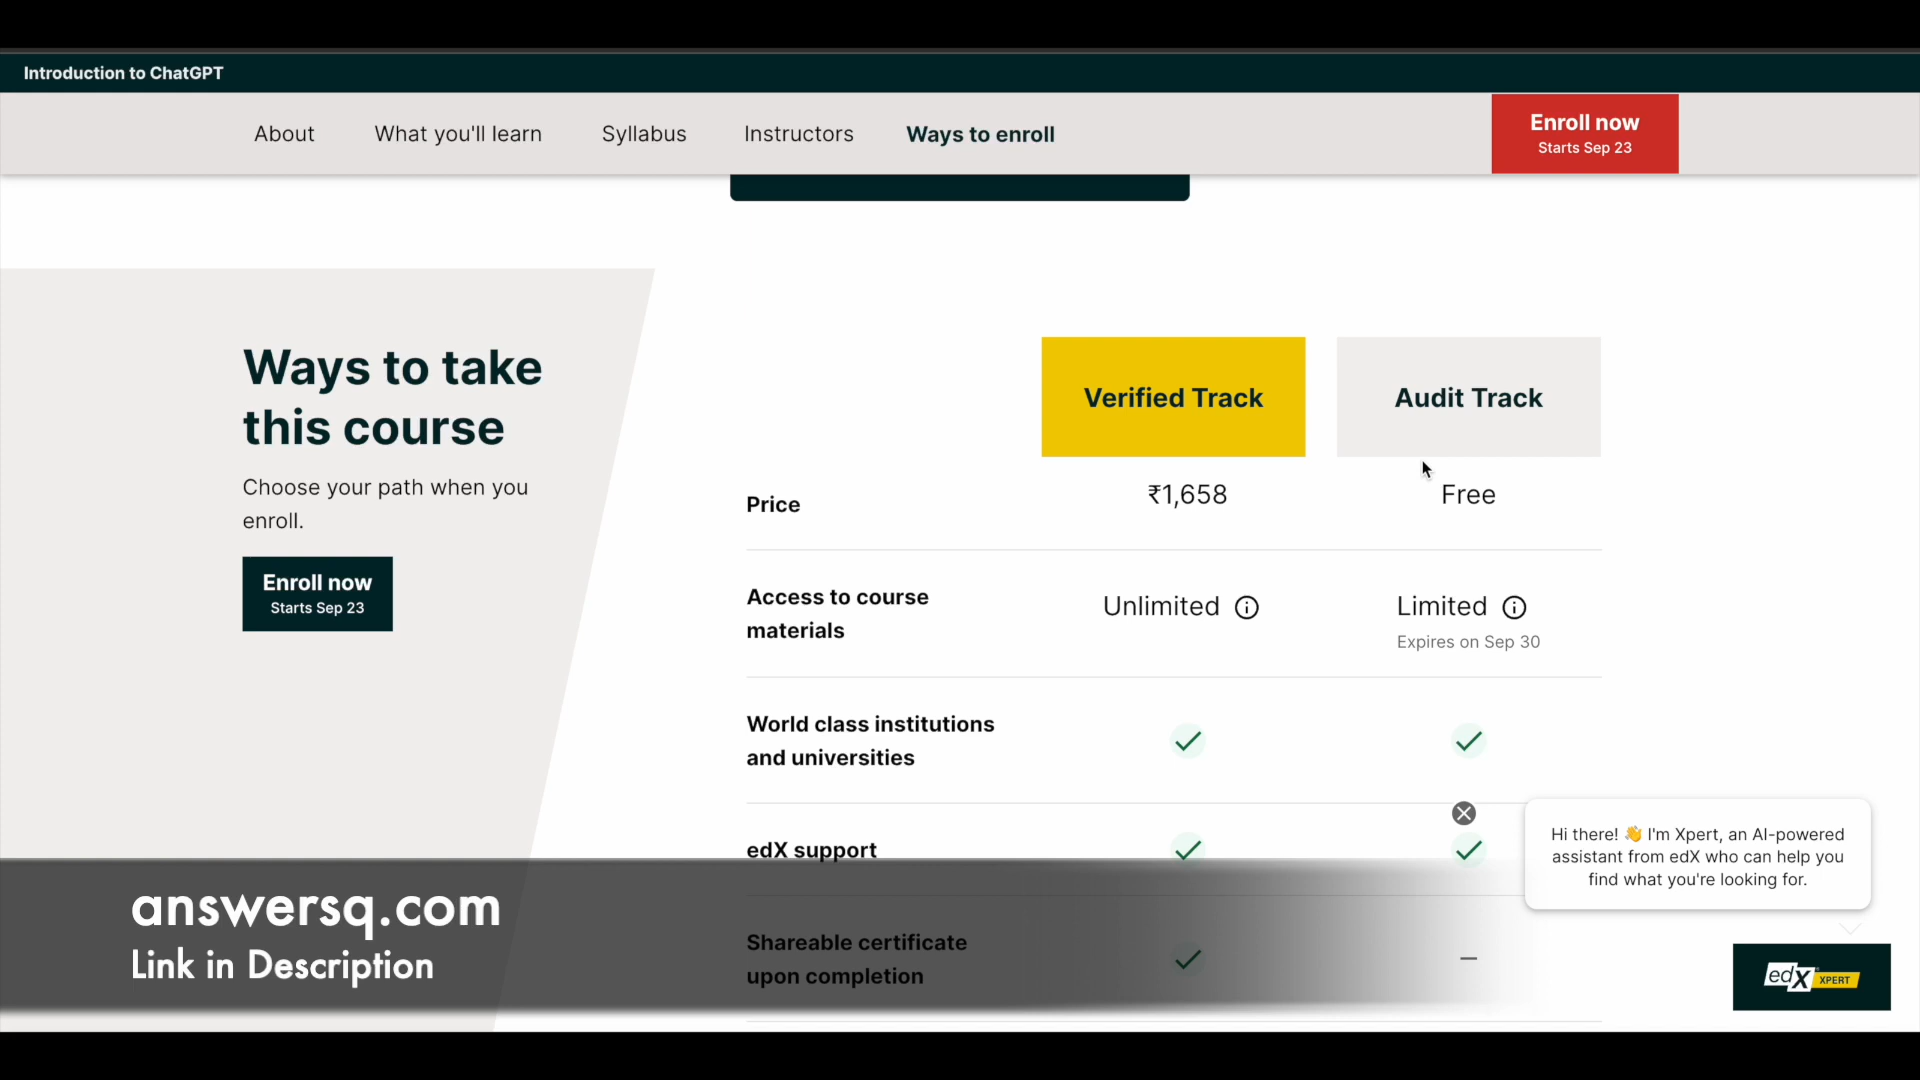 Introduction to ChatGPT
About What you'll learn Syllabus Instructors Ways to enroll
Enroll now
Starts Sep 23
Ways to take
this course
Choose your path when you
enroll.
Enroll now
Starts Sep 23
Verified Track Audit Track
Price ₹1,658 Free
Access to course
materials
Unlimited Limited
Expires on Sep 30
World class institutions
and universities
edX support
Shareable certificate
upon completion
Hi there! 👋 I'm Xpert, an AI-powered
assistant from edX who can help you
find what you're looking for.
edX XPERT
answersq.com
Link in Description